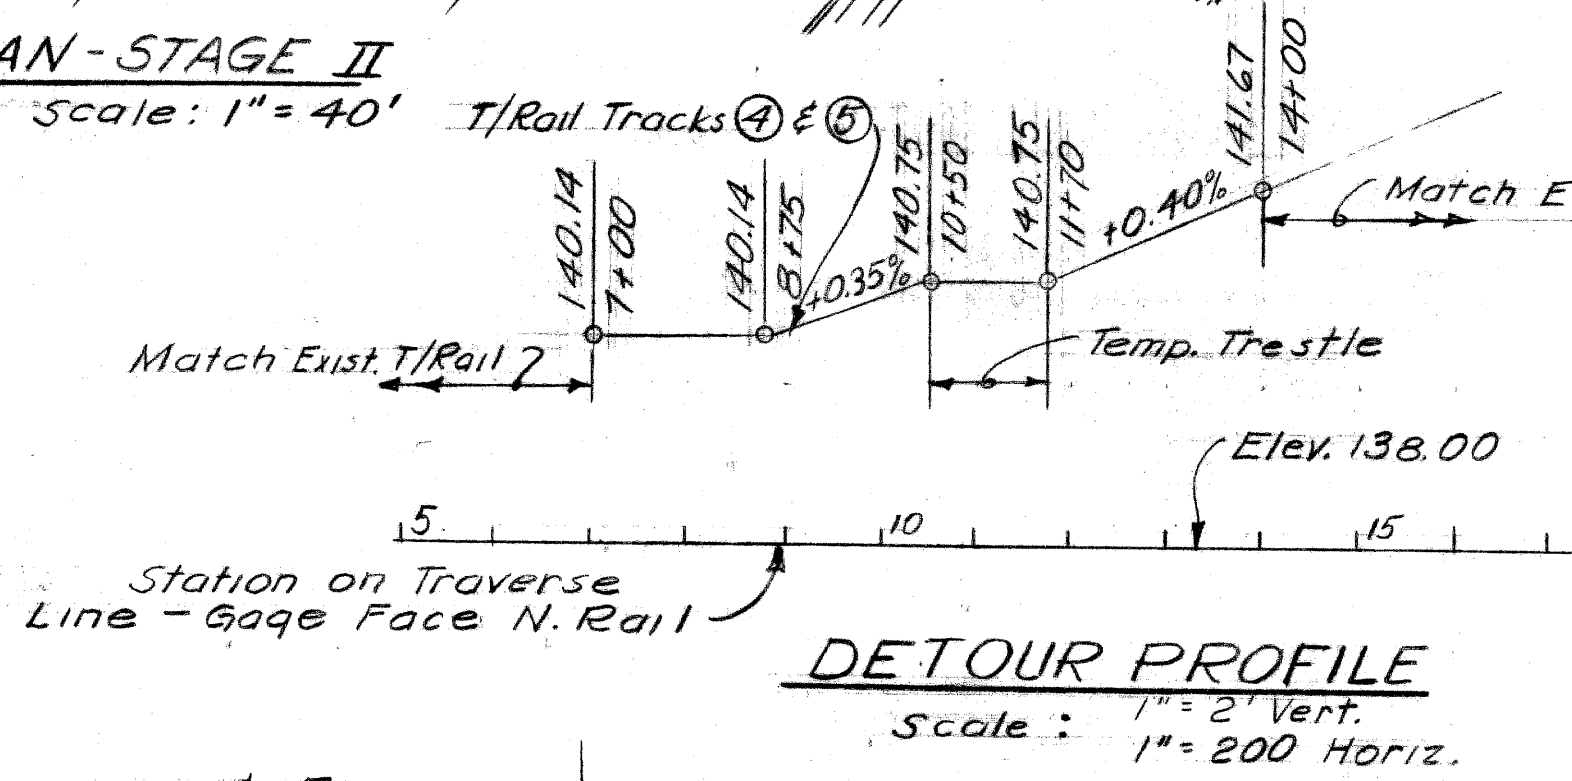 AN - STAGE II
Scale: 1" = 40'
T/Rail Tracks 4 & 5
140.14
7+00
140.14
8+75
+0.35%
140.75
10+50
140.75
11+70
+0.40%
141.67
14+00
Match E
Match Exist. T/Rail
Temp. Trestle
Elev. 138.00
5
10
15
Station on Traverse
Line - Gage Face N. Rail
DETOUR PROFILE
Scale : 1" = 2' Vert.
1" = 200 Horiz.